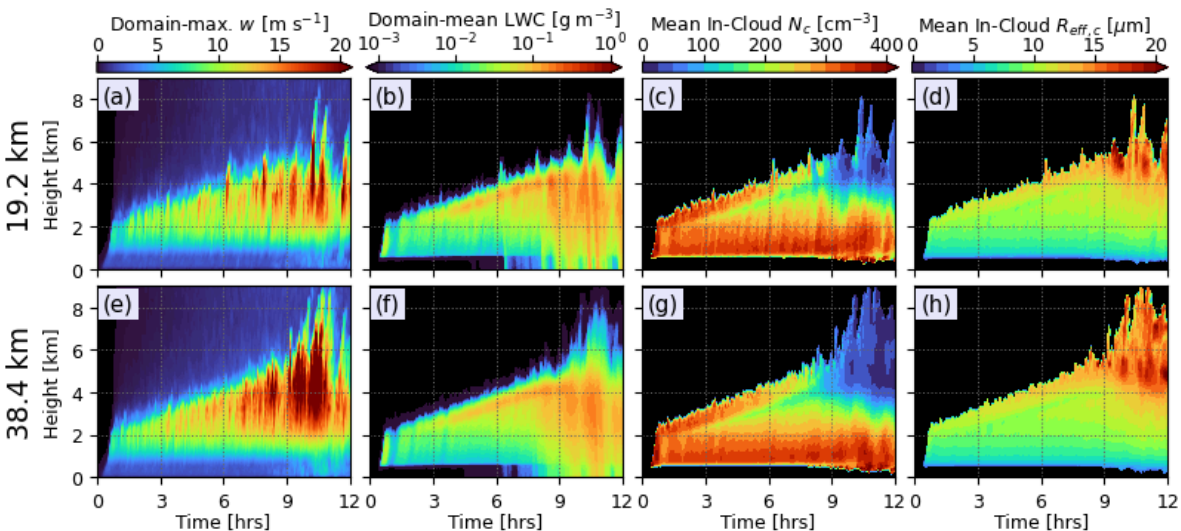 Domain-max. w [m s⁻¹]
0 5 10 15 20
Domain-mean LWC [g m⁻³]
10⁻³ 10⁻² 10⁻¹ 10⁰
Mean In-Cloud N_c [cm⁻³]
0 100 200 300 400
Mean In-Cloud R_eff,c [μm]
0 5 10 15 20
19.2 km
Height [km]
8
6
4
2
0
(a)
(b)
(c)
(d)
38.4 km
Height [km]
8
6
4
2
0
(e)
(f)
(g)
(h)
0 3 6 9 12
0 3 6 9 12
3 6 9 12
0 3 6 9 12
Time [hrs]
Time [hrs]
Time [hrs]
Time [hrs]